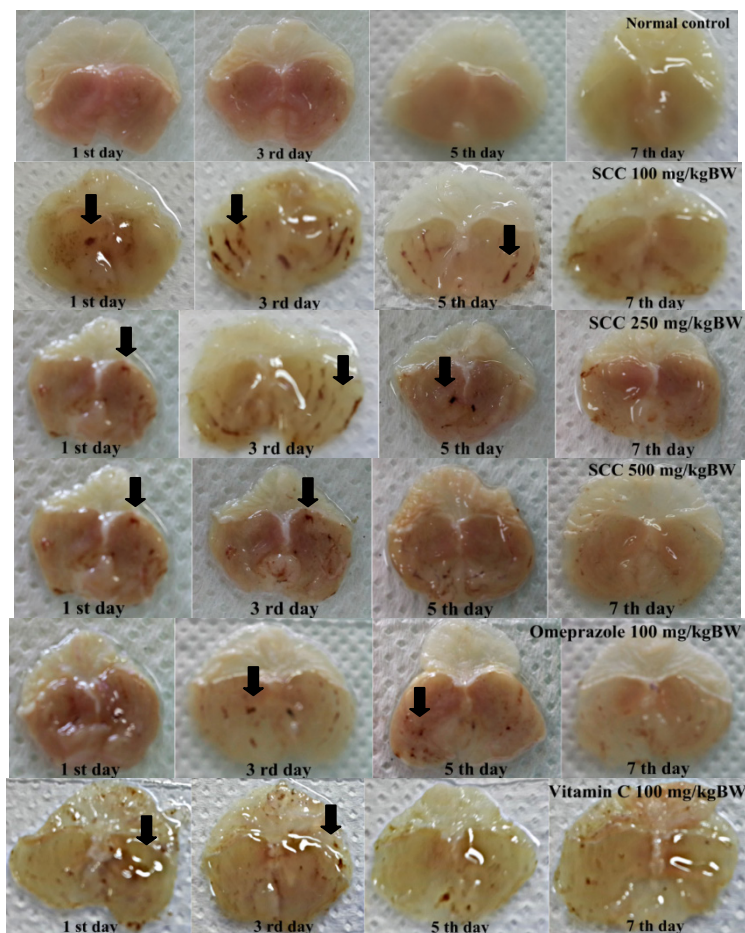 Normal control
1 st day
3 rd day
5 th day
7 th day
SCC 100 mg/kgBW
1 st day
3 rd day
5 th day
7 th day
SCC 250 mg/kgBW
1 st day
3 rd day
5 th day
7 th day
SCC 500 mg/kgBW
1 st day
3 rd day
5 th day
7 th day
Omeprazole 100 mg/kgBW
1 st day
3 rd day
5 th day
7 th day
Vitamin C 100 mg/kgBW
1 st day
3 rd day
5 th day
7 th day